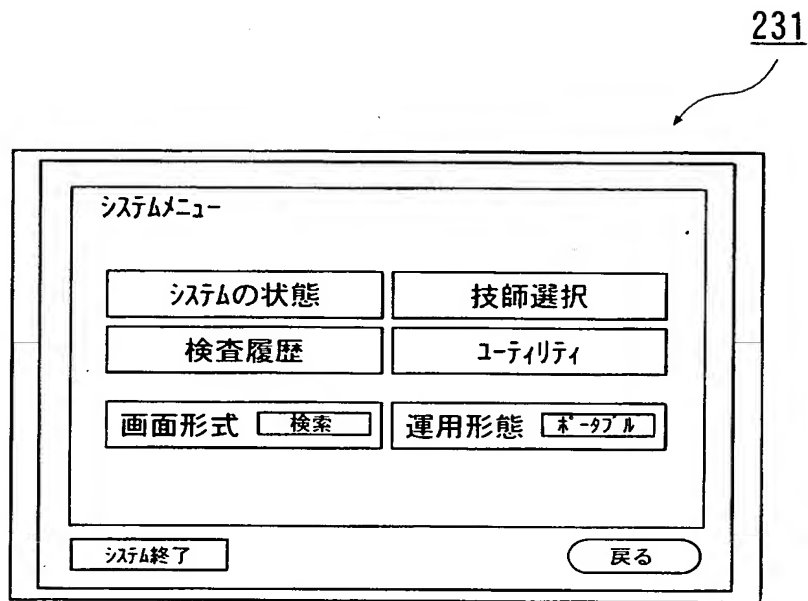 231
システムメニュー
ｼｽﾃﾑの状態 技師選択
検査履歴 ﾕｰﾃｨﾘﾃｨ
画面形式 検索 運用形態 ﾎﾟｰﾀﾌﾞﾙ
ｼｽﾃﾑ終了 戻る